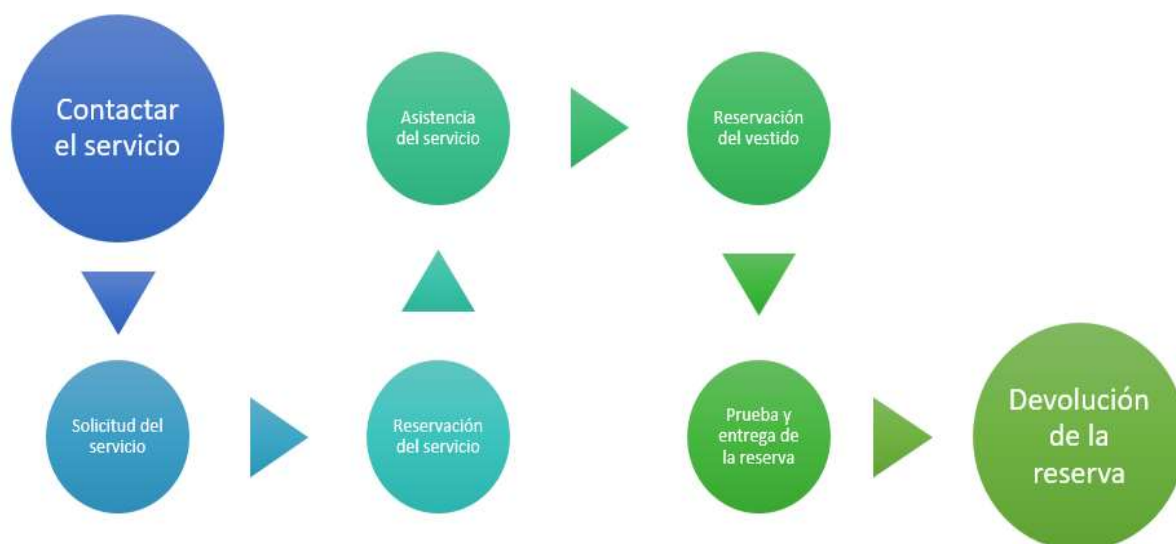 Contactar
el servicio
Solicitud del
servicio
Reservación
del servicio
Asistencia
del servicio
Reservación
del vestido
Prueba y
entrega de
la reserva
Devolución
de la
reserva